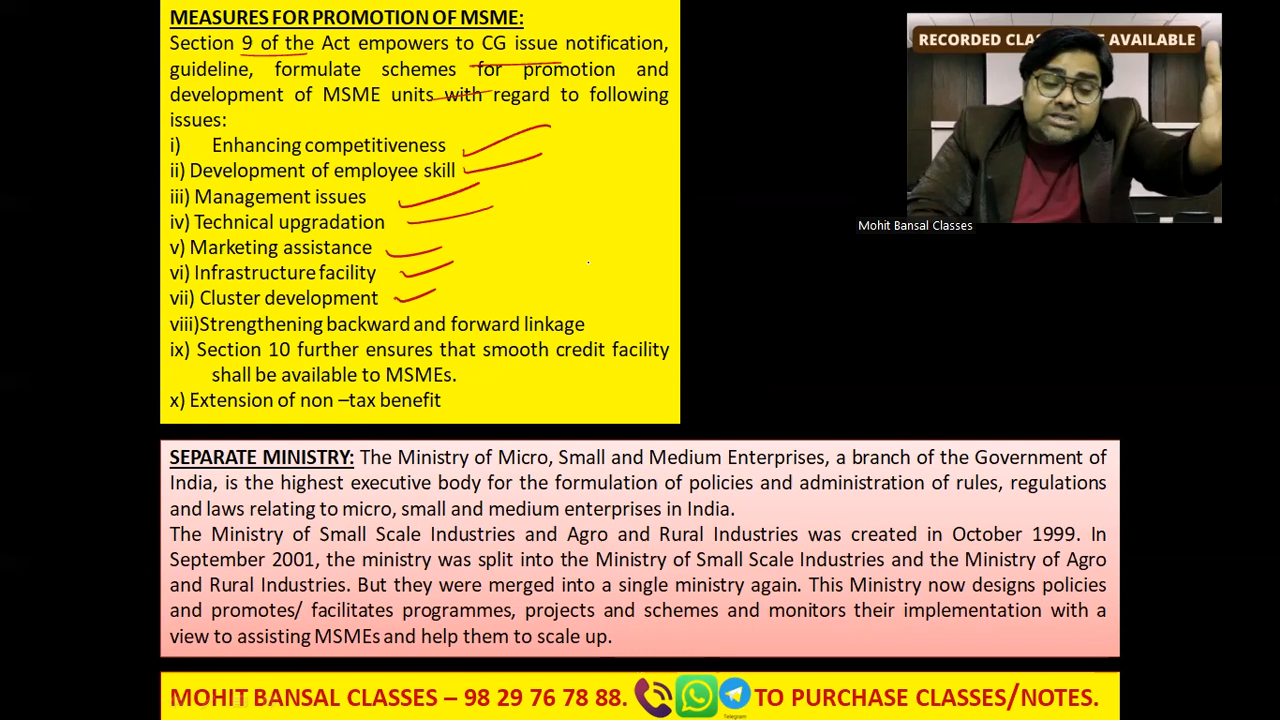 MEASURES FOR PROMOTION OF MSME:
Section 9 of the Act empowers to CG issue notification,
guideline, formulate schemes for promotion and
development of MSME units with regard to following
issues:
i) Enhancing competitiveness
ii) Development of employee skill
iii) Management issues
iv) Technical upgradation
v) Marketing assistance
vi) Infrastructure facility
vii) Cluster development
viii)Strengthening backward and forward linkage
ix) Section 10 further ensures that smooth credit facility
shall be available to MSMEs.
x) Extension of non –tax benefit
RECORDED CLA E AVAILABLE
Mohit Bansal Classes
SEPARATE MINISTRY: The Ministry of Micro, Small and Medium Enterprises, a branch of the Government of
India, is the highest executive body for the formulation of policies and administration of rules, regulations
and laws relating to micro, small and medium enterprises in India.
The Ministry of Small Scale Industries and Agro and Rural Industries was created in October 1999. In
September 2001, the ministry was split into the Ministry of Small Scale Industries and the Ministry of Agro
and Rural Industries. But they were merged into a single ministry again. This Ministry now designs policies
and promotes/ facilitates programmes, projects and schemes and monitors their implementation with a
view to assisting MSMEs and help them to scale up.
MOHIT BANSAL CLASSES – 98 29 76 78 88. TO PURCHASE CLASSES/NOTES.
Telegram